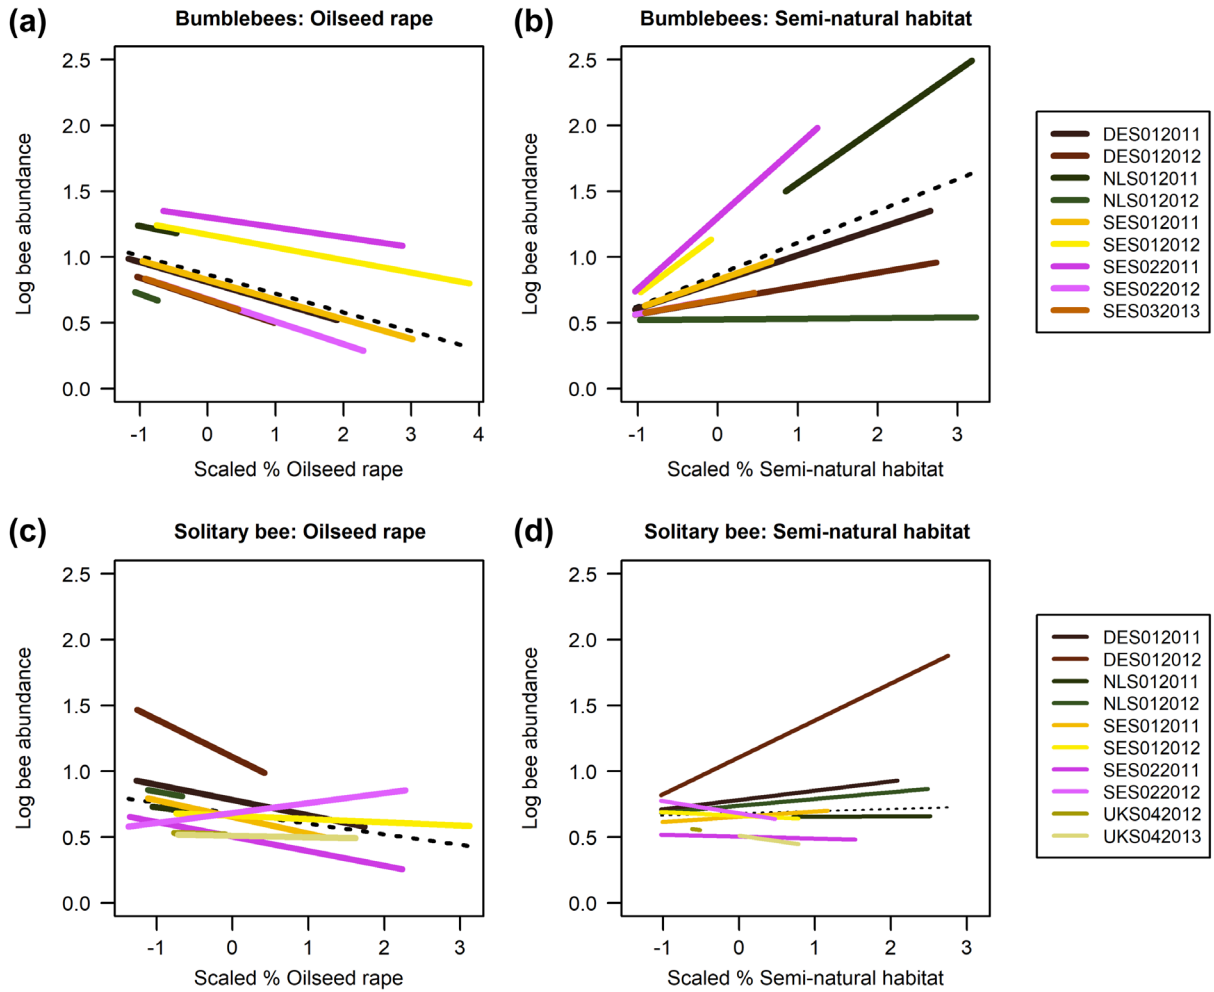 (a)
Bumblebees: Oilseed rape
2.5
2.0
1.5
1.0
0.5
0.0
Log bee abundance
-1 0 1 2 3 4
Scaled % Oilseed rape
(b)
Bumblebees: Semi-natural habitat
2.5
2.0
1.5
1.0
0.5
0.0
Log bee abundance
-1 0 1 2 3
Scaled % Semi-natural habitat
DES012011
DES012012
NLS012011
NLS012012
SES012011
SES012012
SES022011
SES022012
SES032013
(c)
Solitary bee: Oilseed rape
2.5
2.0
1.5
1.0
0.5
0.0
Log bee abundance
-1 0 1 2 3
Scaled % Oilseed rape
(d)
Solitary bee: Semi-natural habitat
2.5
2.0
1.5
1.0
0.5
0.0
Log bee abundance
-1 0 1 2 3
Scaled % Semi-natural habitat
DES012011
DES012012
NLS012011
NLS012012
SES012011
SES012012
SES022011
SES022012
UKS042012
UKS042013